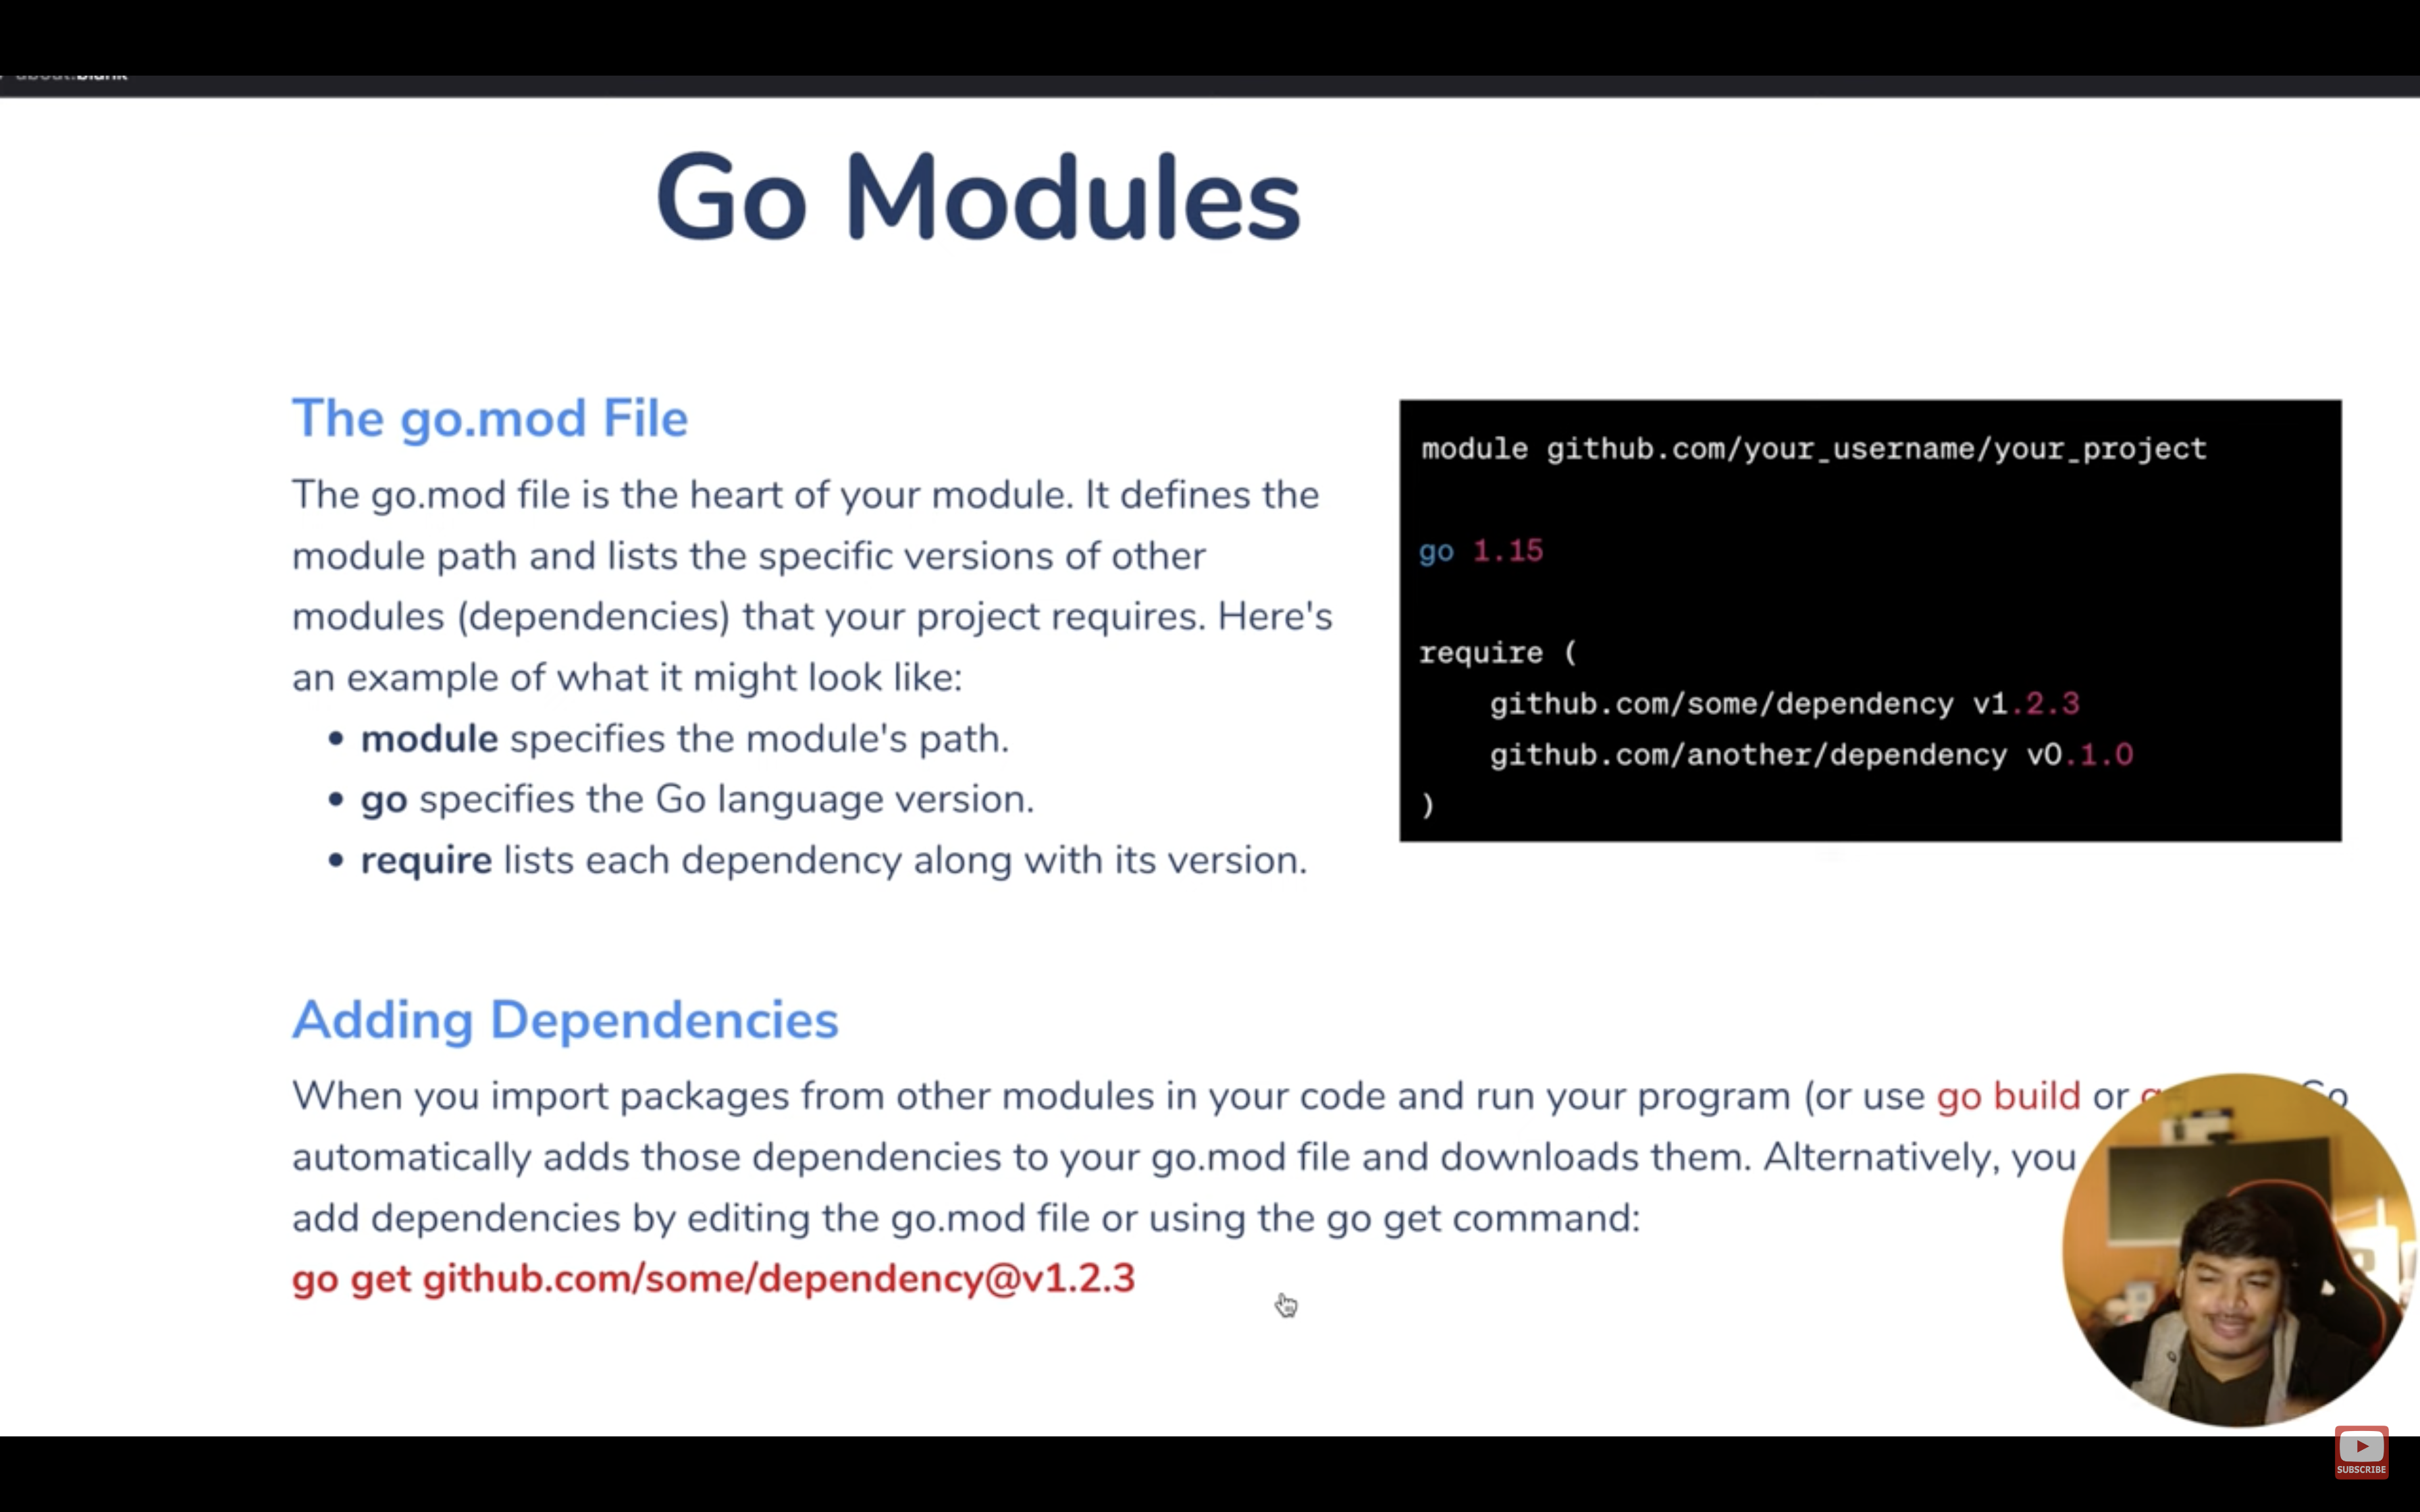 about:blank
Go Modules
The go.mod File
The go.mod file is the heart of your module. It defines the
module path and lists the specific versions of other
modules (dependencies) that your project requires. Here's
an example of what it might look like:
• module specifies the module's path.
• go specifies the Go language version.
• require lists each dependency along with its version.
module github.com/your_username/your_project
go 1.15
require (
github.com/some/dependency v1.2.3
github.com/another/dependency v0.1.0
)
Adding Dependencies
When you import packages from other modules in your code and run your program (or use go build or
automatically adds those dependencies to your go.mod file and downloads them. Alternatively, you
add dependencies by editing the go.mod file or using the go get command:
go get github.com/some/dependency@v1.2.3
SUBSCRIBE